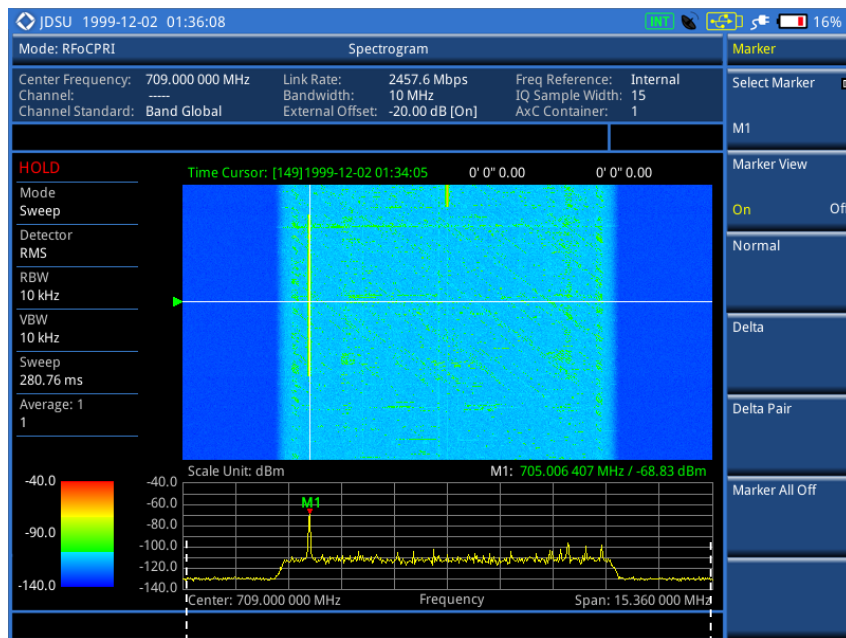 JDSU 1999-12-02 01:36:08 INT 16%
Mode: RFoCPRI Spectrogram Marker
Center Frequency: 709.000 000 MHz Link Rate: 2457.6 Mbps Freq Reference: Internal
Channel: ----- Bandwidth: 10 MHz IQ Sample Width: 15
Channel Standard: Band Global External Offset: -20.00 dB [On] AxC Container: 1
Select Marker
M1
HOLD
Time Cursor: [149]1999-12-02 01:34:05 0' 0" 0.00 0' 0" 0.00
Mode
Sweep
Detector
RMS
RBW
10 kHz
VBW
10 kHz
Sweep
280.76 ms
Average: 1
1
Marker View
On Off
Normal
Delta
Delta Pair
Marker All Off
Scale Unit: dBm M1: 705.006 407 MHz / -68.83 dBm
-40.0
-90.0
-140.0
-40.0
-60.0
-80.0
-100.0
-120.0
-140.0
M1
Center: 709.000 000 MHz Frequency Span: 15.360 000 MHz